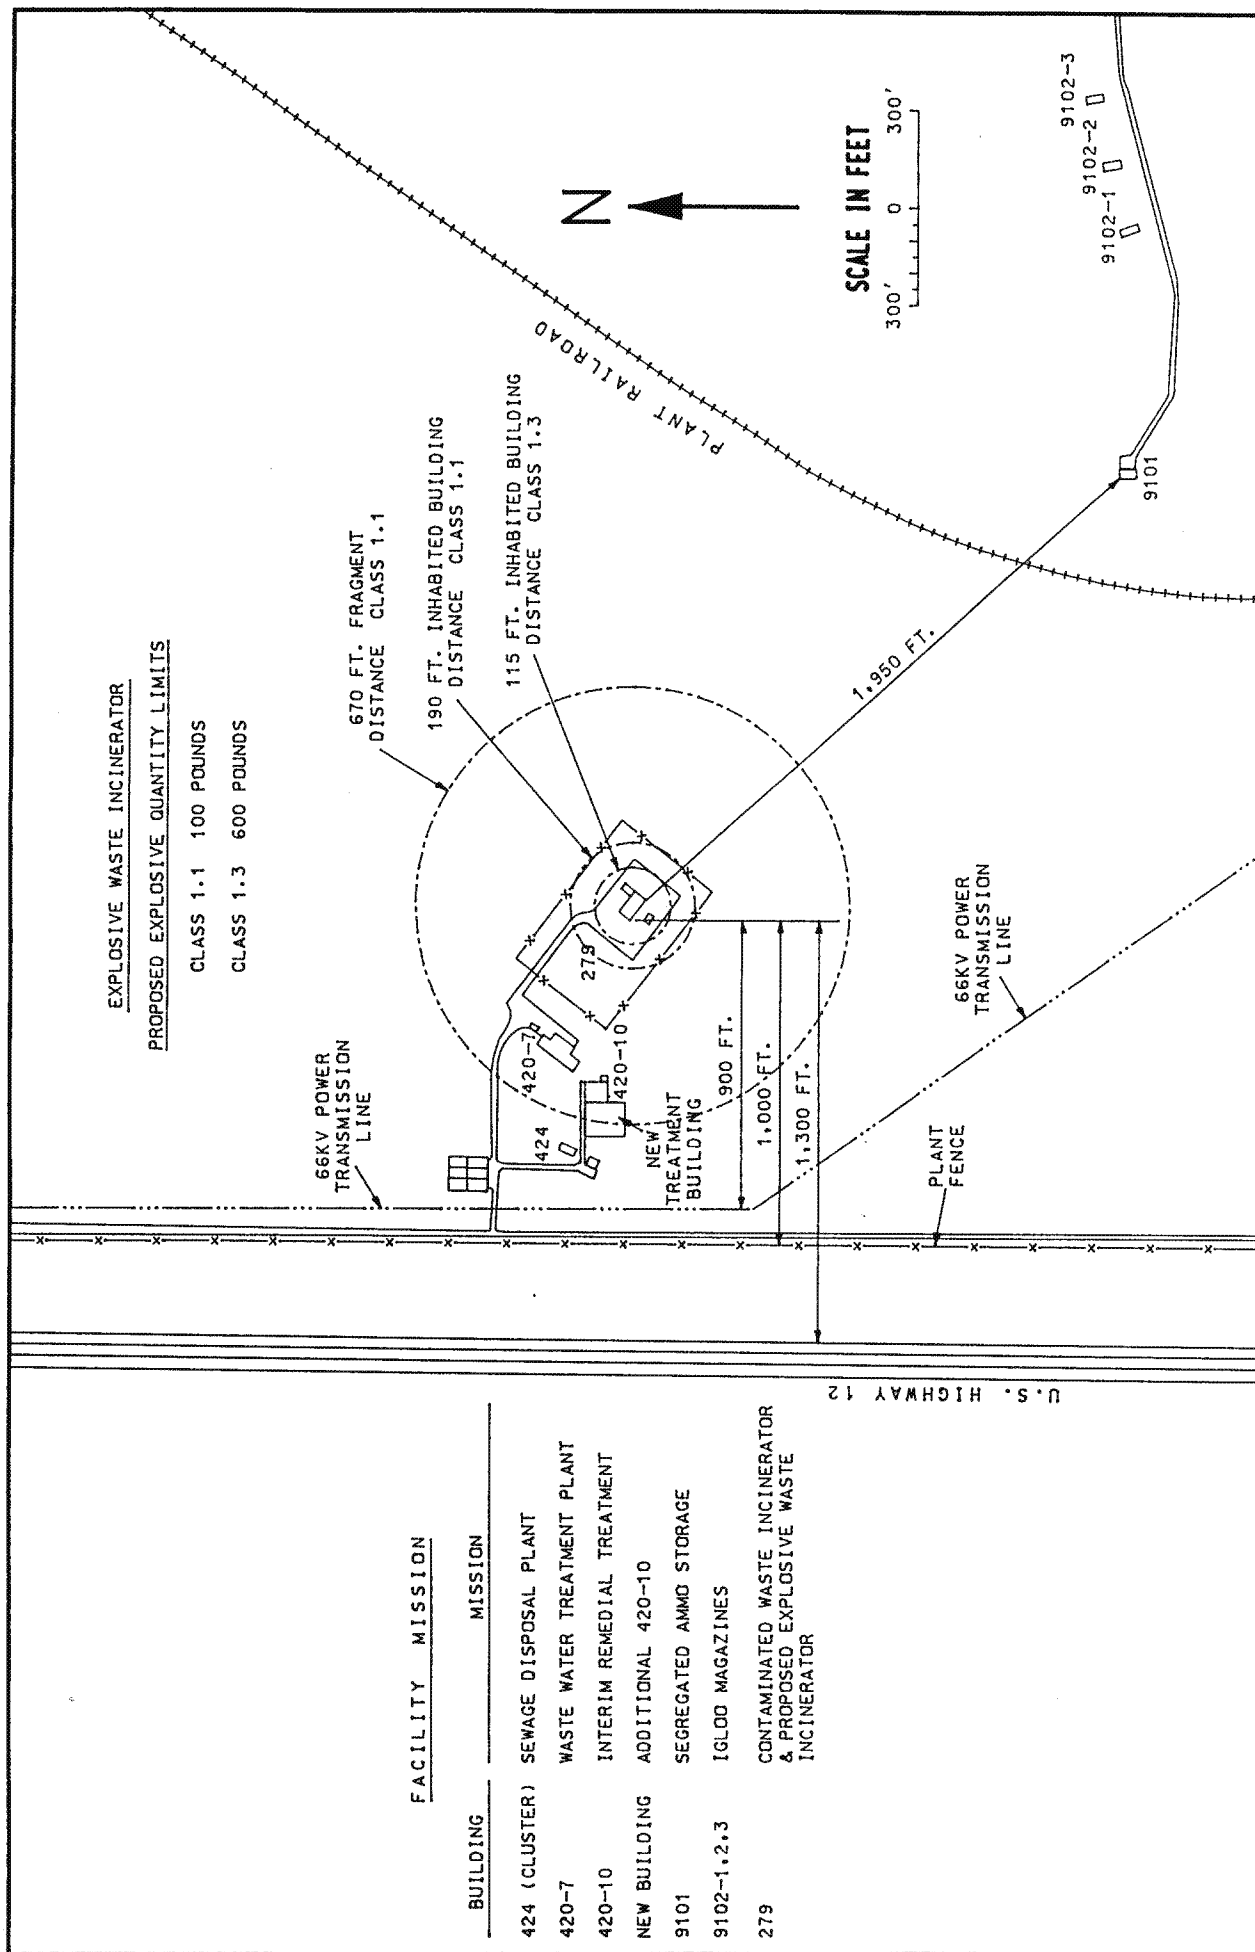 FACILITY MISSION
BUILDING MISSION
424 (CLUSTER) SEWAGE DISPOSAL PLANT
420-7 WASTE WATER TREATMENT PLANT
420-10 INTERIM REMEDIAL TREATMENT
NEW BUILDING ADDITIONAL 420-10
9101 SEGREGATED AMMO STORAGE
9102-1,2,3 IGLOO MAGAZINES
279 CONTAMINATED WASTE INCINERATOR
& PROPOSED EXPLOSIVE WASTE
INCINERATOR
U.S. HIGHWAY 12
EXPLOSIVE WASTE INCINERATOR
PROPOSED EXPLOSIVE QUANTITY LIMITS
CLASS 1.1 100 POUNDS
CLASS 1.3 600 POUNDS
66KV POWER
TRANSMISSION
LINE
670 FT. FRAGMENT
DISTANCE CLASS 1.1
190 FT. INHABITED BUILDING
DISTANCE CLASS 1.1
115 FT. INHABITED BUILDING
DISTANCE CLASS 1.3
PLANT RAILROAD
424
420-7
279
420-10
NEW
TREATMENT
BUILDING
900 FT.
1,000 FT.
1,300 FT.
1,950 FT.
PLANT
FENCE
66KV POWER
TRANSMISSION
LINE
N
SCALE IN FEET
300' 0 300'
9101
9102-1
9102-2
9102-3